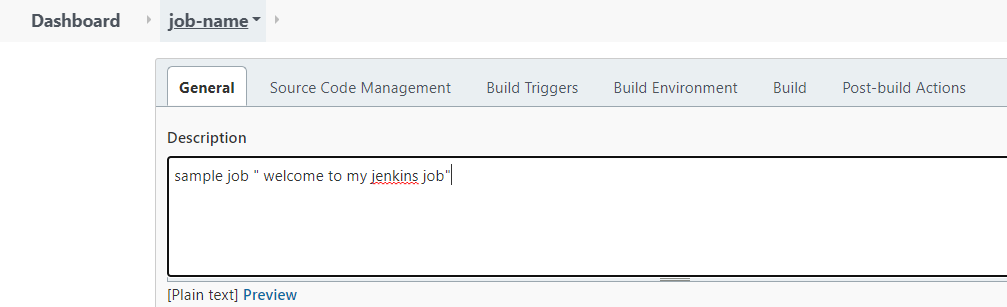 Dashboard job-name
General Source Code Management Build Triggers Build Environment Build Post-build Actions
Description
sample job " welcome to my jenkins job"
[Plain text] Preview